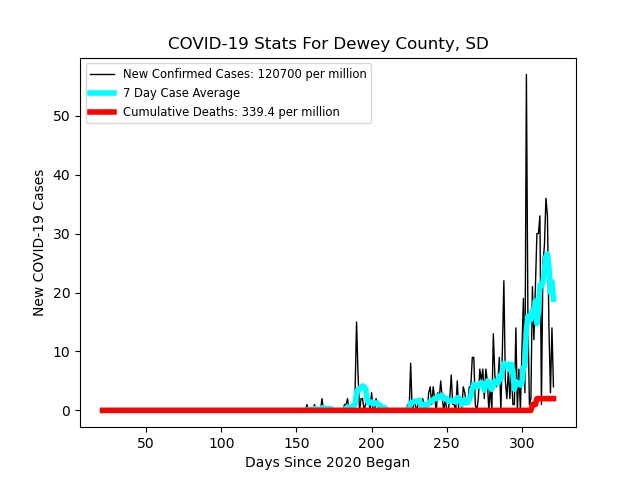 COVID-19 Stats For Dewey County, SD
New Confirmed Cases: 120700 per million
7 Day Case Average
Cumulative Deaths: 339.4 per million
New COVID-19 Cases
50
40
30
20
10
0
50 100 150 200 250 300
Days Since 2020 Began